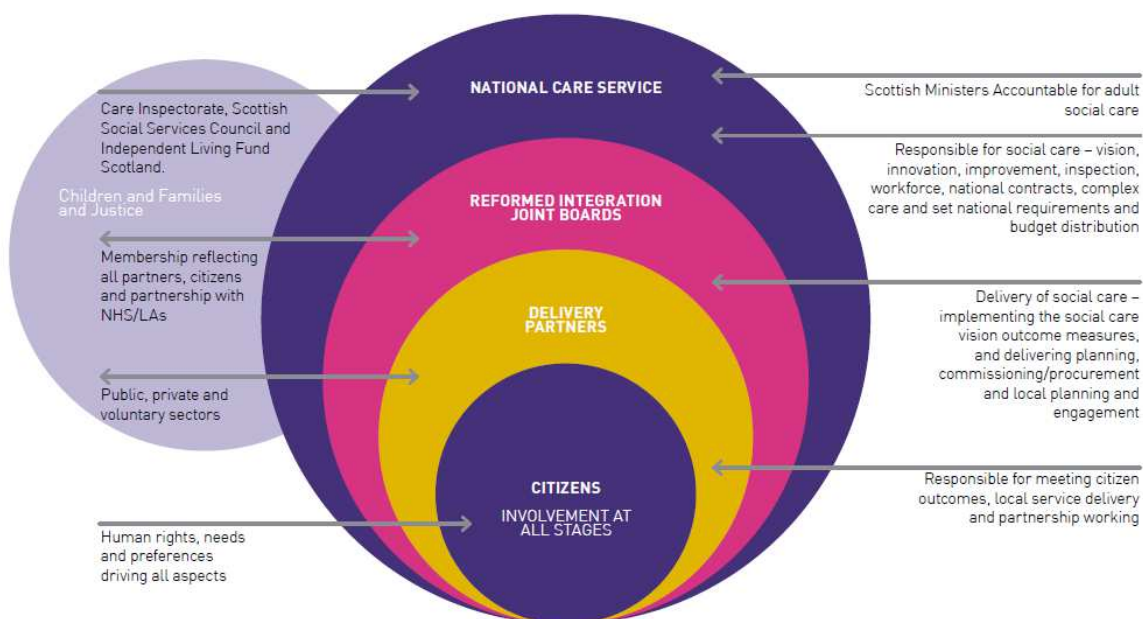 NATIONAL CARE SERVICE
Care Inspectorate, Scottish
Social Services Council and
Independent Living Fund
Scotland.
Children and Families
and Justice
REFORMED INTEGRATION
JOINT BOARDS
Membership reflecting
all partners, citizens
and partnership with
NHS/LAs
DELIVERY
PARTNERS
Public, private and
voluntary sectors
CITIZENS
INVOLVEMENT AT
ALL STAGES
Human rights, needs
and preferences
driving all aspects
Scottish Ministers Accountable for adult
social care
Responsible for social care – vision,
innovation, improvement, inspection,
workforce, national contracts, complex
care and set national requirements and
budget distribution
Delivery of social care –
implementing the social care
vision outcome measures,
and delivering planning,
commissioning/procurement
and local planning and
engagement
Responsible for meeting citizen
outcomes, local service delivery
and partnership working